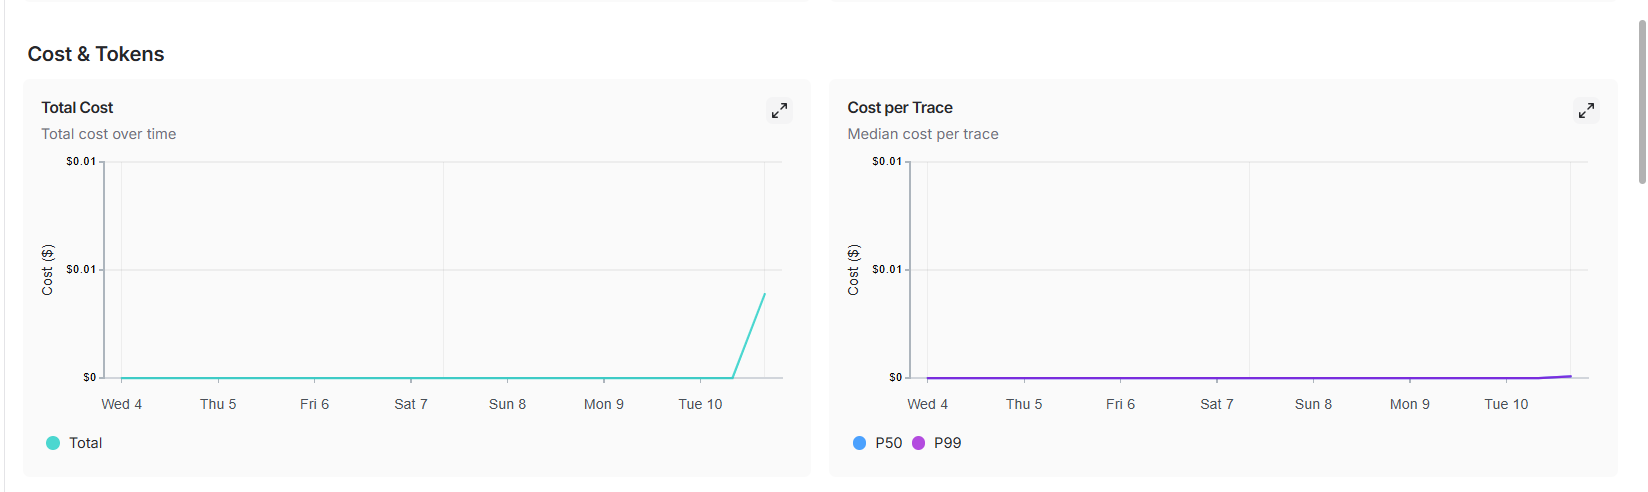 Cost & Tokens
Total Cost
Total cost over time
$0.01
$0.01
$0
Cost ($)
Wed 4 Thu 5 Fri 6 Sat 7 Sun 8 Mon 9 Tue 10
Total
Cost per Trace
Median cost per trace
$0.01
$0.01
$0
Cost ($)
Wed 4 Thu 5 Fri 6 Sat 7 Sun 8 Mon 9 Tue 10
P50 P99